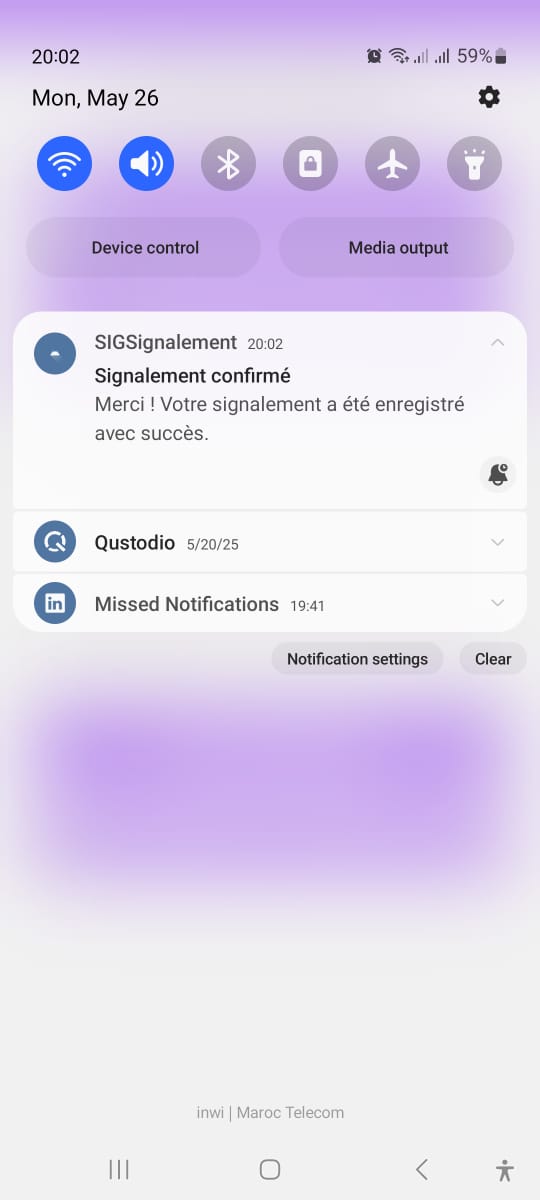 20:02 59%
Mon, May 26
Device control Media output
SIGSignalement 20:02
Signalement confirmé
Merci ! Votre signalement a été enregistré
avec succès.
Qustodio 5/20/25
in Missed Notifications 19:41
Notification settings Clear
inwi | Maroc Telecom